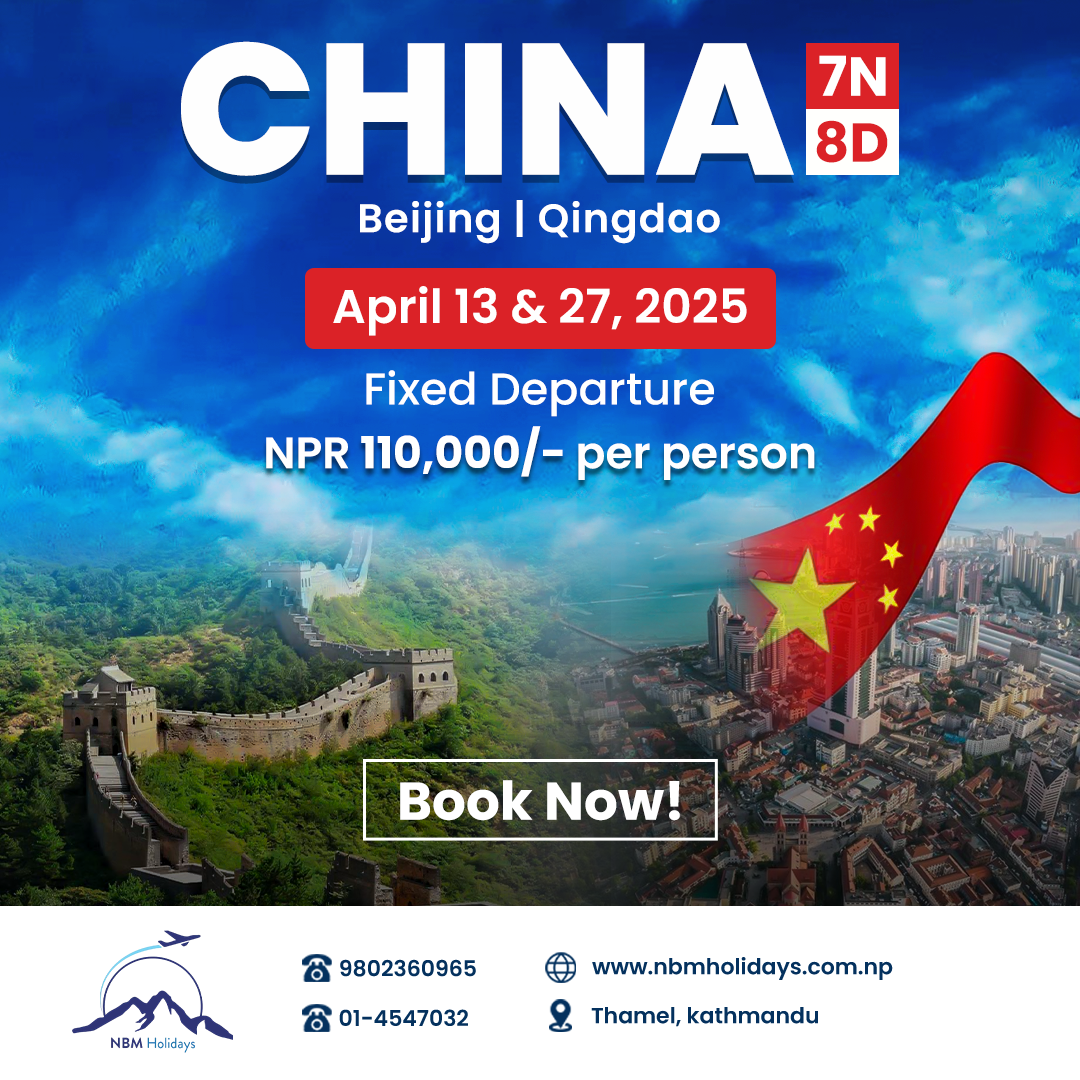 CHINA
7N
8D
Beijing | Qingdao
April 13 & 27, 2025
Fixed Departure
NPR 110,000/- per person
Book Now!
NBM Holidays
9802360965
01-4547032
www.nbmholidays.com.np
Thamel, kathmandu